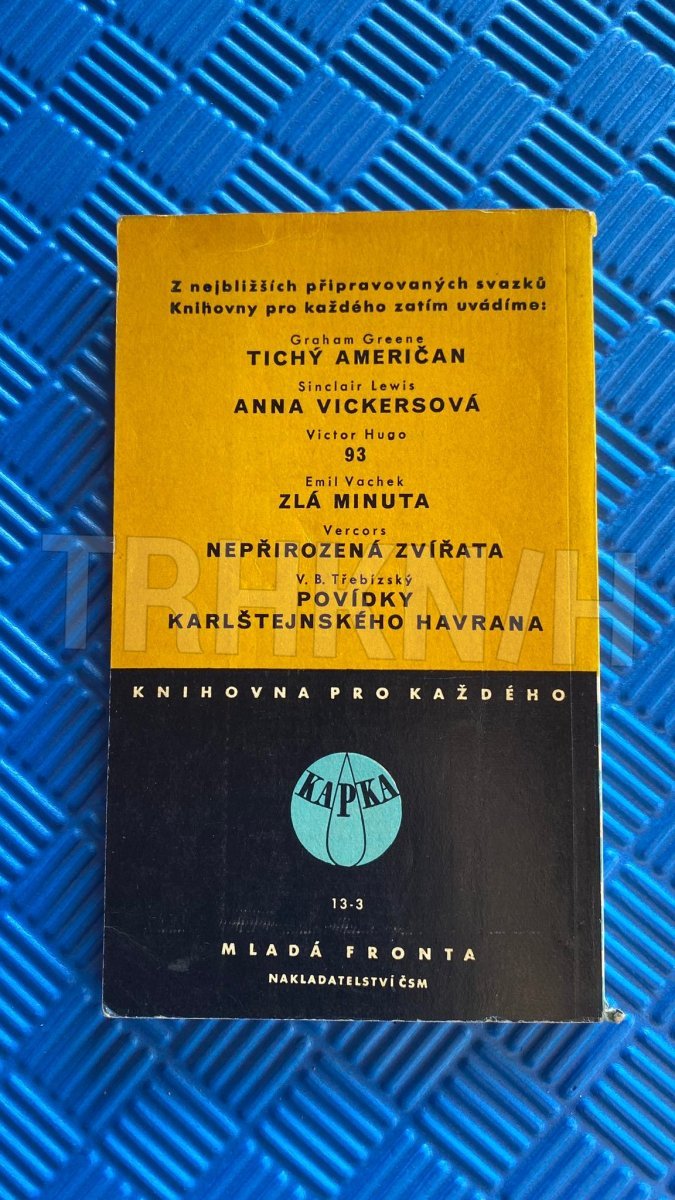 Z nejbližších připravovaných svazků
Knihovny pro každého zatím uvádíme:
Graham Greene
TICHÝ AMERIČAN
Sinclair Lewis
ANNA VICKERSOVÁ
Victor Hugo
93
Emil Vachek
ZLÁ MINUTA
Vercors
NEPŘIROZENÁ ZVÍŘATA
V. B. Třebízský
POVÍDKY
KARLŠTEJNSKÉHO HAVRANA
TRHKNIH
KNIHOVNA PRO KAŽDÉHO
KAPKA
13-3
MLADÁ FRONTA
NAKLADATELSTVÍ ČSM